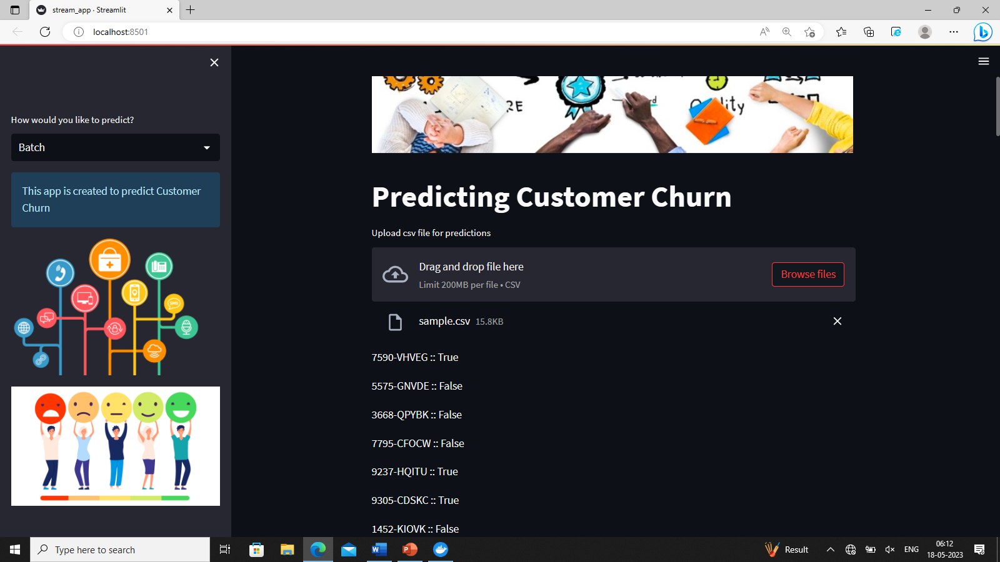 stream_app · Streamlit
localhost:8501
How would you like to predict?
Batch
This app is created to predict Customer
Churn
SMS
Predicting Customer Churn
Upload csv file for predictions
Drag and drop file here
Limit 200MB per file • CSV
Browse files
sample.csv 15.8KB
7590-VHVEG :: True
5575-GNVDE :: False
3668-QPYBK :: False
7795-CFOCW :: False
9237-HQITU :: True
9305-CDSKC :: True
1452-KIOVK :: False
Type here to search
Result
ENG
06:12
18-05-2023